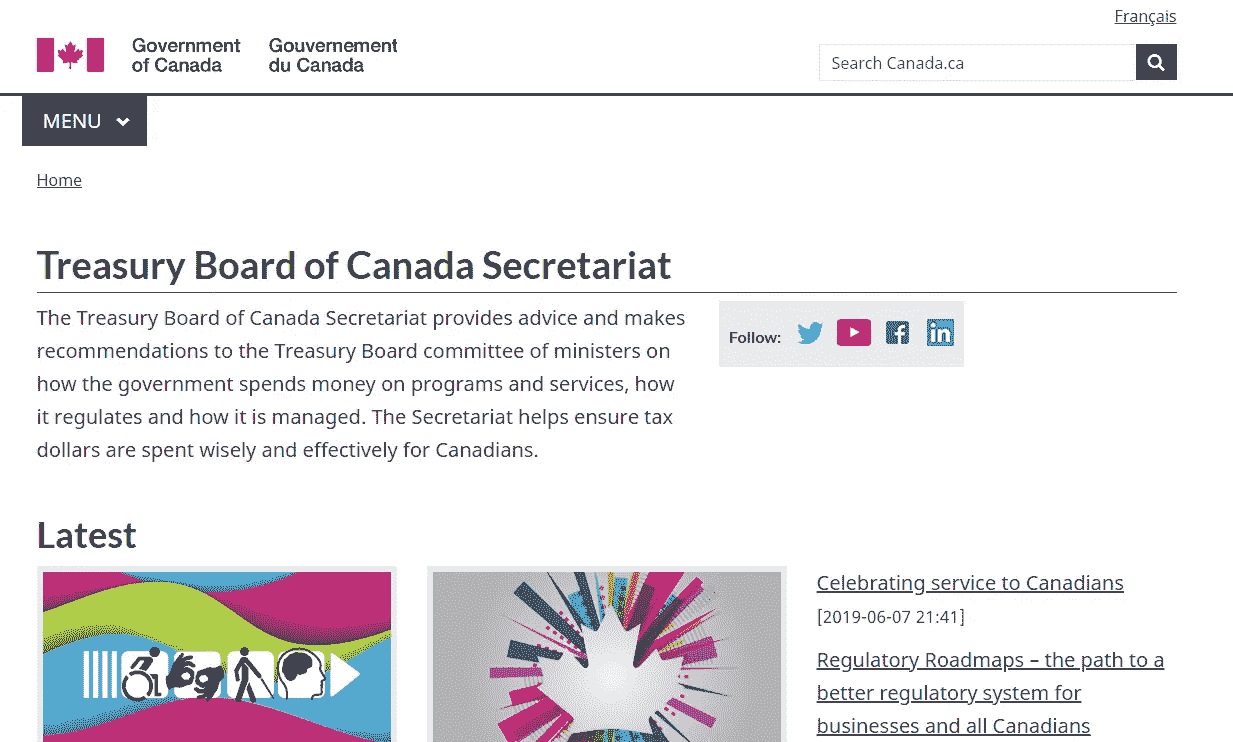 Français
Government Gouvernement
of Canada du Canada
Search Canada.ca
MENU
Home
Treasury Board of Canada Secretariat
The Treasury Board of Canada Secretariat provides advice and makes
recommendations to the Treasury Board committee of ministers on
how the government spends money on programs and services, how
it regulates and how it is managed. The Secretariat helps ensure tax
dollars are spent wisely and effectively for Canadians.
Follow:
Latest
Celebrating service to Canadians
[2019-06-07 21:41]
Regulatory Roadmaps – the path to a
better regulatory system for
businesses and all Canadians